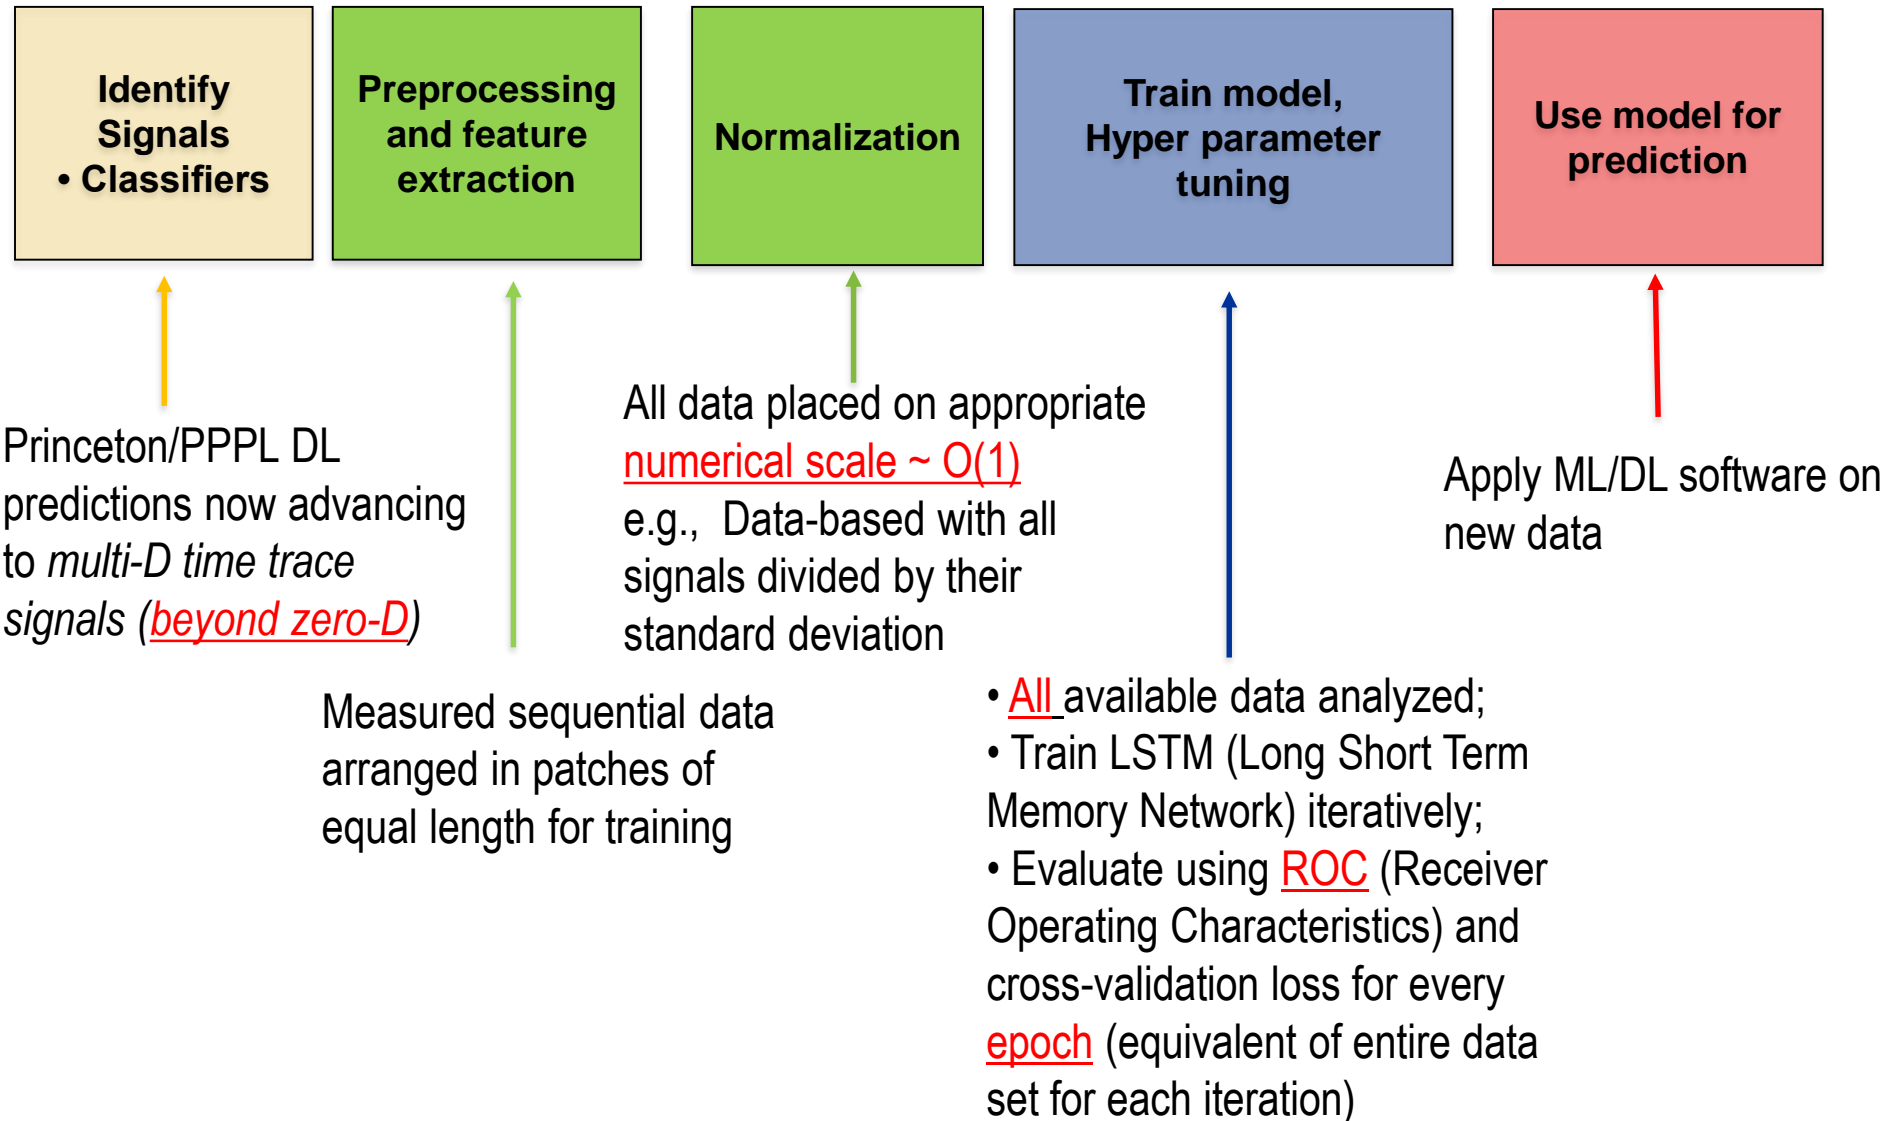 Identify
Signals
• Classifiers
Preprocessing
and feature
extraction
Normalization
Train model,
Hyper parameter
tuning
Use model for
prediction
Princeton/PPPL DL
predictions now advancing
to multi-D time trace
signals (beyond zero-D)
Measured sequential data
arranged in patches of
equal length for training
All data placed on appropriate
numerical scale ~ O(1)
e.g., Data-based with all
signals divided by their
standard deviation
• All available data analyzed;
• Train LSTM (Long Short Term
Memory Network) iteratively;
• Evaluate using ROC (Receiver
Operating Characteristics) and
cross-validation loss for every
epoch (equivalent of entire data
set for each iteration)
Apply ML/DL software on
new data